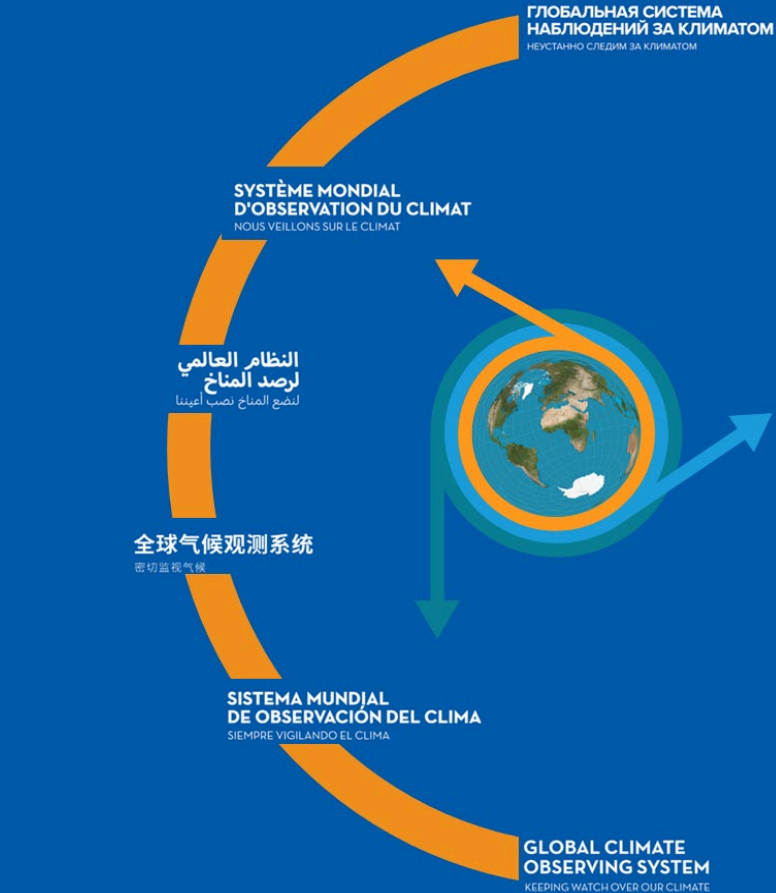 ГЛОБАЛЬНАЯ СИСТЕМА
НАБЛЮДЕНИЙ ЗА КЛИМАТОМ
НЕУСТАННО СЛЕДИМ ЗА КЛИМАТОМ
SYSTÈME MONDIAL
D'OBSERVATION DU CLIMAT
NOUS VEILLONS SUR LE CLIMAT
النظام العالمي
لرصد المناخ
لنضع المناخ نصب أعيننا
全球气候观测系统
密切监视气候
SISTEMA MUNDIAL
DE OBSERVACIÓN DEL CLIMA
SIEMPRE VIGILANDO EL CLIMA
GLOBAL CLIMATE
OBSERVING SYSTEM
KEEPING WATCH OVER OUR CLIMATE